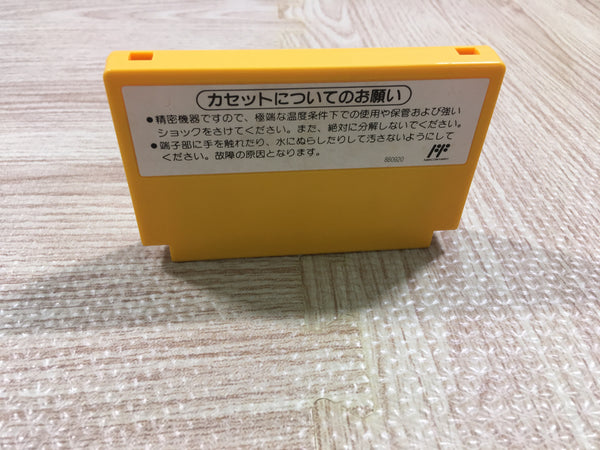 カセットについてのお願い
●精密機器ですので、極端な温度条件下での使用や保管および強い
ショックをさけてください。また、絶対に分解しないでください。
●端子部に手を触れたり、水にぬらしたりして汚さないようにして
ください。故障の原因となります。
860920